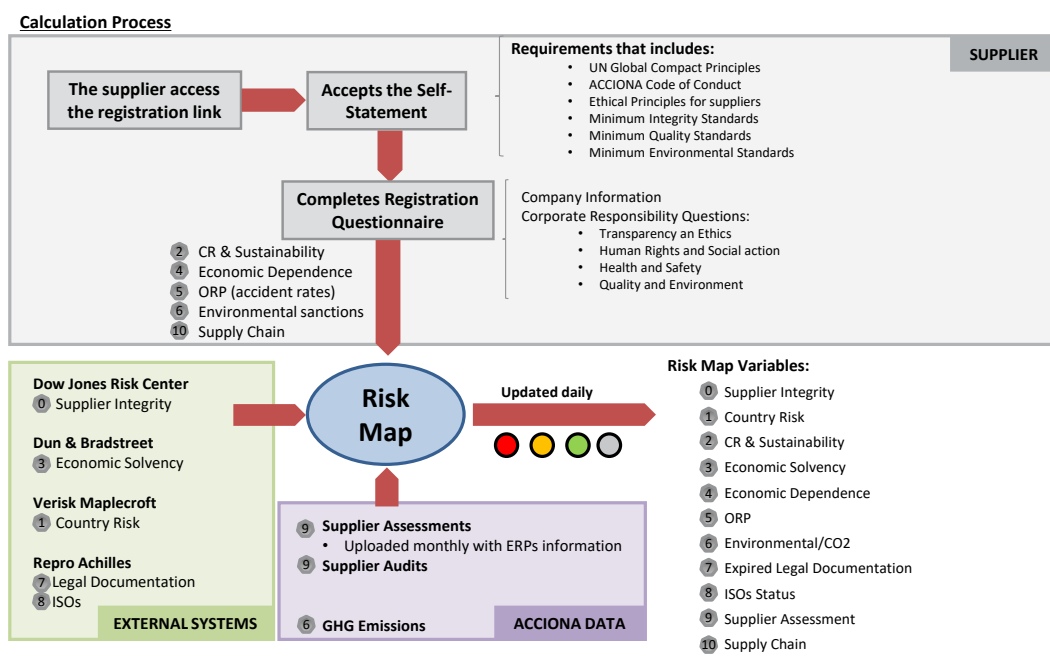 Calculation Process
SUPPLIER
The supplier access
the registration link
Accepts the Self-
Statement
Requirements that includes:
• UN Global Compact Principles
• ACCIONA Code of Conduct
• Ethical Principles for suppliers
• Minimum Integrity Standards
• Minimum Quality Standards
• Minimum Environmental Standards
Completes Registration
Questionnaire
Company Information
Corporate Responsibility Questions:
• Transparency an Ethics
• Human Rights and Social action
• Health and Safety
• Quality and Environment
2 CR & Sustainability
4 Economic Dependence
5 ORP (accident rates)
6 Environmental sanctions
10 Supply Chain
Dow Jones Risk Center
0 Supplier Integrity
Dun & Bradstreet
3 Economic Solvency
Verisk Maplecroft
1 Country Risk
Repro Achilles
7 Legal Documentation
8 ISOs
EXTERNAL SYSTEMS
Risk
Map
Updated daily
9 Supplier Assessments
• Uploaded monthly with ERPs information
9 Supplier Audits
6 GHG Emissions
ACCIONA DATA
Risk Map Variables:
0 Supplier Integrity
1 Country Risk
2 CR & Sustainability
3 Economic Solvency
4 Economic Dependence
5 ORP
6 Environmental/CO2
7 Expired Legal Documentation
8 ISOs Status
9 Supplier Assessment
10 Supply Chain